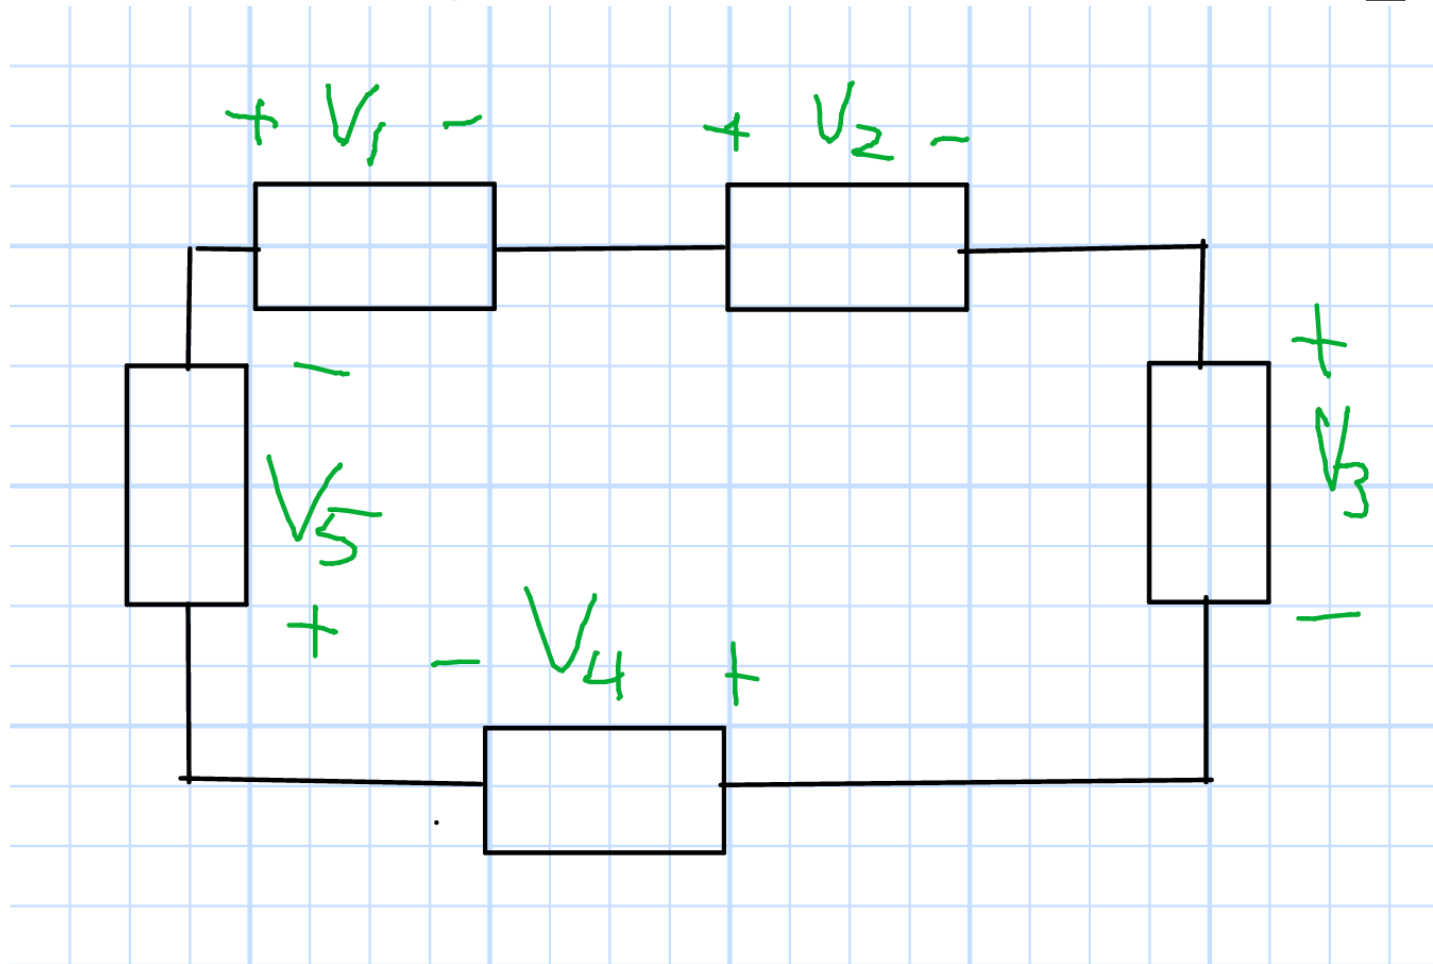 + V₁ -
+ V₂ -
-
V₅
+
+
V₃
-
- V₄ +